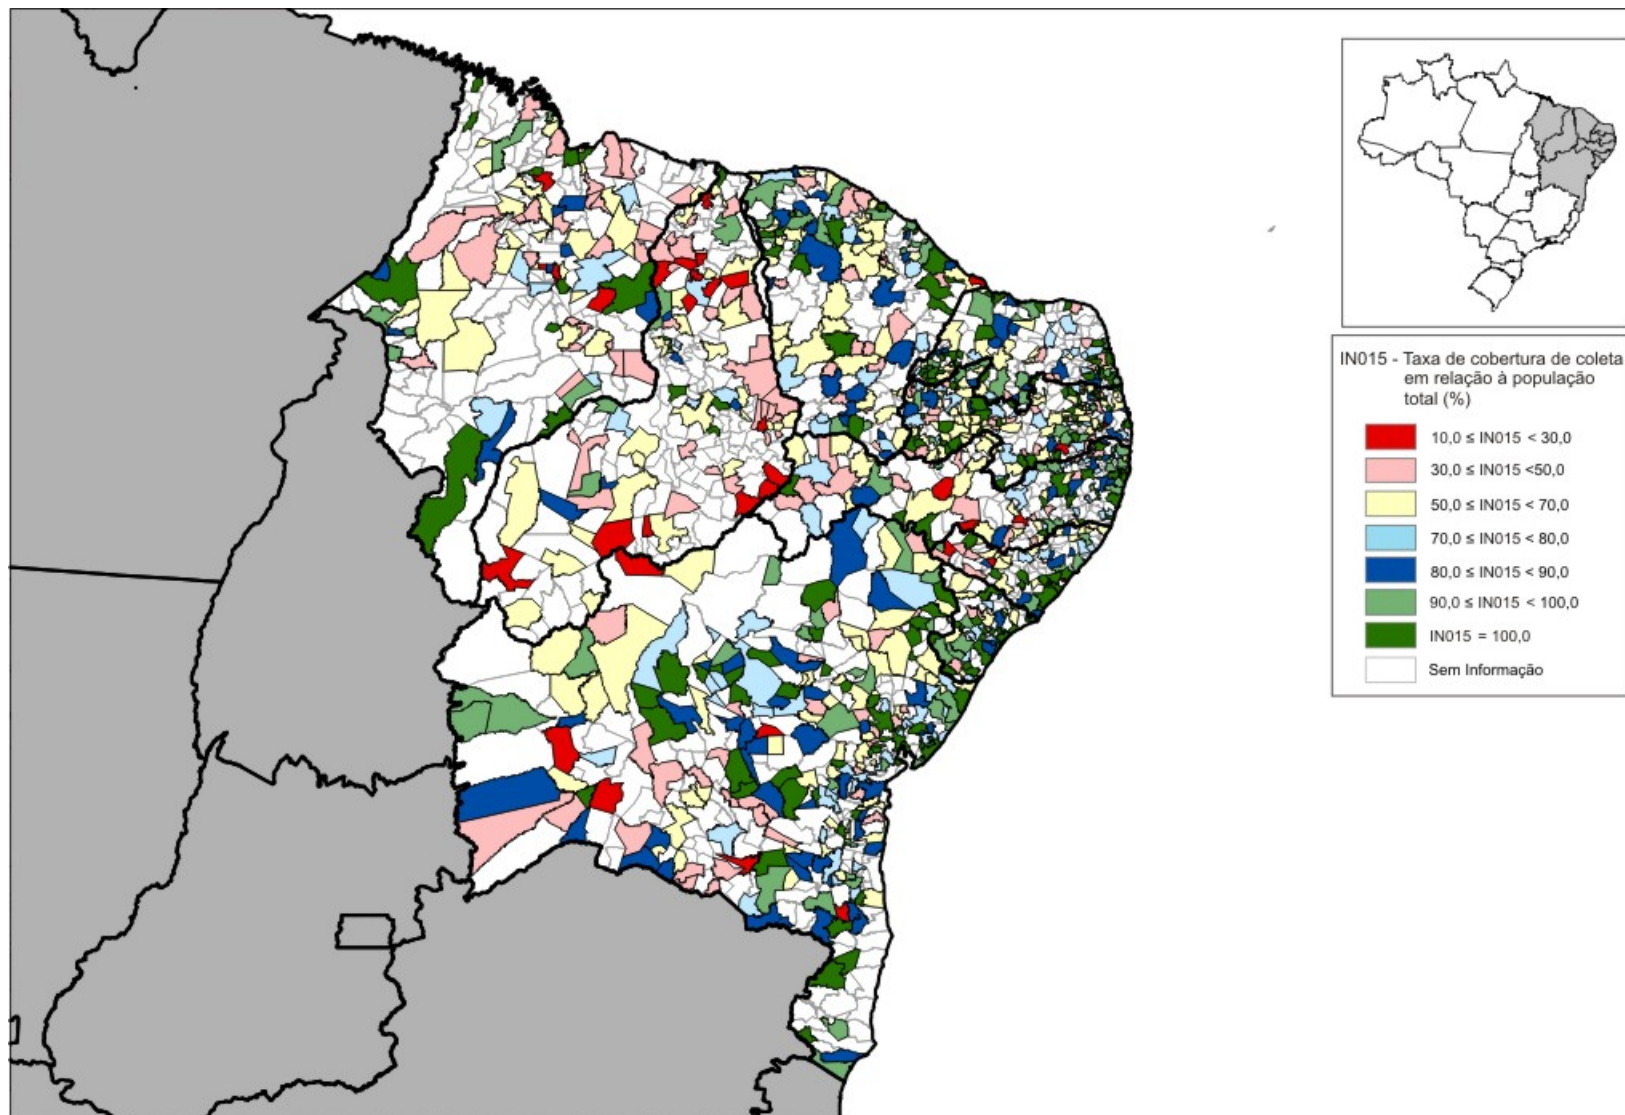 IN015 - Taxa de cobertura de coleta
em relação à população
total (%)
10,0 ≤ IN015 < 30,0
30,0 ≤ IN015 <50,0
50,0 ≤ IN015 < 70,0
70,0 ≤ IN015 < 80,0
80,0 ≤ IN015 < 90,0
90,0 ≤ IN015 < 100,0
IN015 = 100,0
Sem Informação